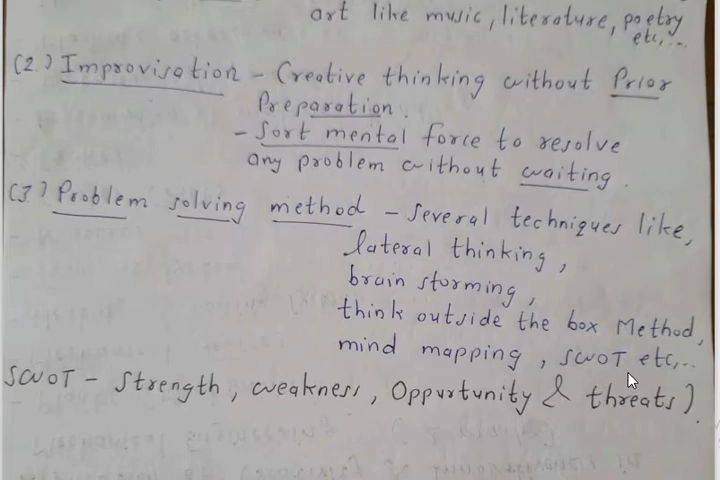 art like music, literature, poetry
etc,...
(2.) Improvisation - Creative thinking without Prior
Preparation.
- Sort mental force to resolve
any problem without waiting.
(3) Problem solving method - Several techniques like,
lateral thinking,
brain storming,
think outside the box Method,
mind mapping, SWOT etc,..
SWOT - Strength, weakness, Oppurtunity & threats).